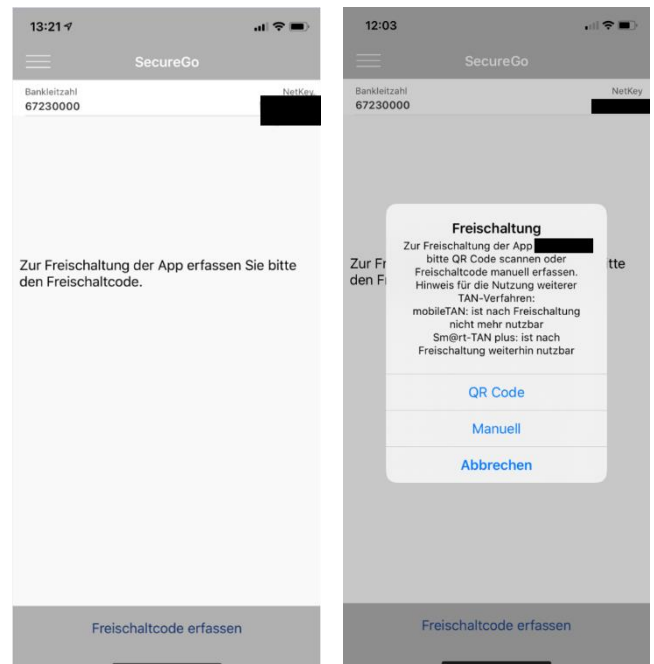 13:21
SecureGo
Bankleitzahl NetKey
67230000
Zur Freischaltung der App erfassen Sie bitte
den Freischaltcode.
Freischaltcode erfassen
12:03
SecureGo
Bankleitzahl NetKey
67230000
Zur Fr itte
den Fr
Freischaltung
Zur Freischaltung der App
bitte QR Code scannen oder
Freischaltcode manuell erfassen.
Hinweis für die Nutzung weiterer
TAN-Verfahren:
mobileTAN: ist nach Freischaltung
nicht mehr nutzbar
Sm@rt-TAN plus: ist nach
Freischaltung weiterhin nutzbar
QR Code
Manuell
Abbrechen
Freischaltcode erfassen